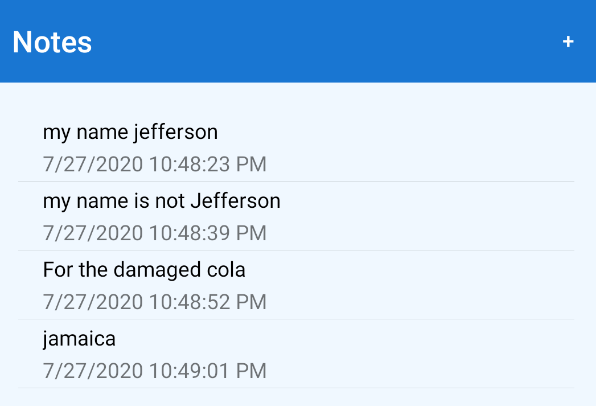 Notes +
my name jefferson
7/27/2020 10:48:23 PM
my name is not Jefferson
7/27/2020 10:48:39 PM
For the damaged cola
7/27/2020 10:48:52 PM
jamaica
7/27/2020 10:49:01 PM